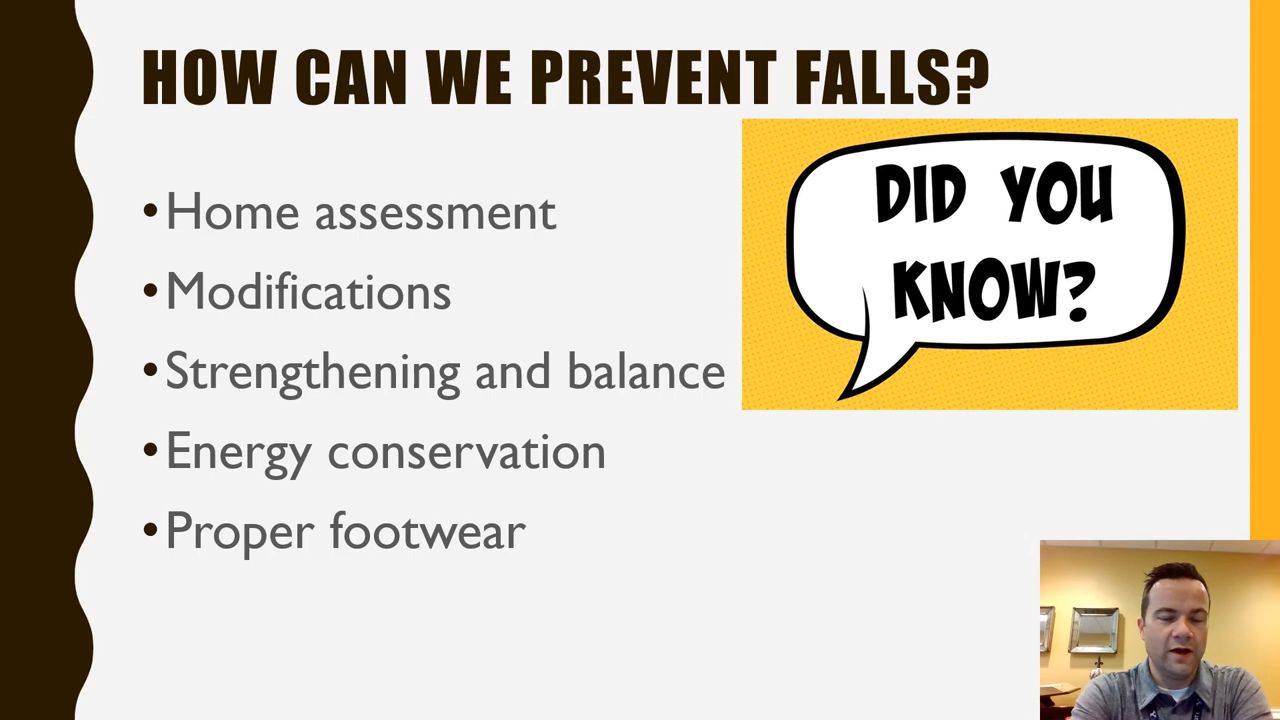 HOW CAN WE PREVENT FALLS?
•Home assessment
•Modifications
•Strengthening and balance
•Energy conservation
•Proper footwear
DID YOU
KNOW?